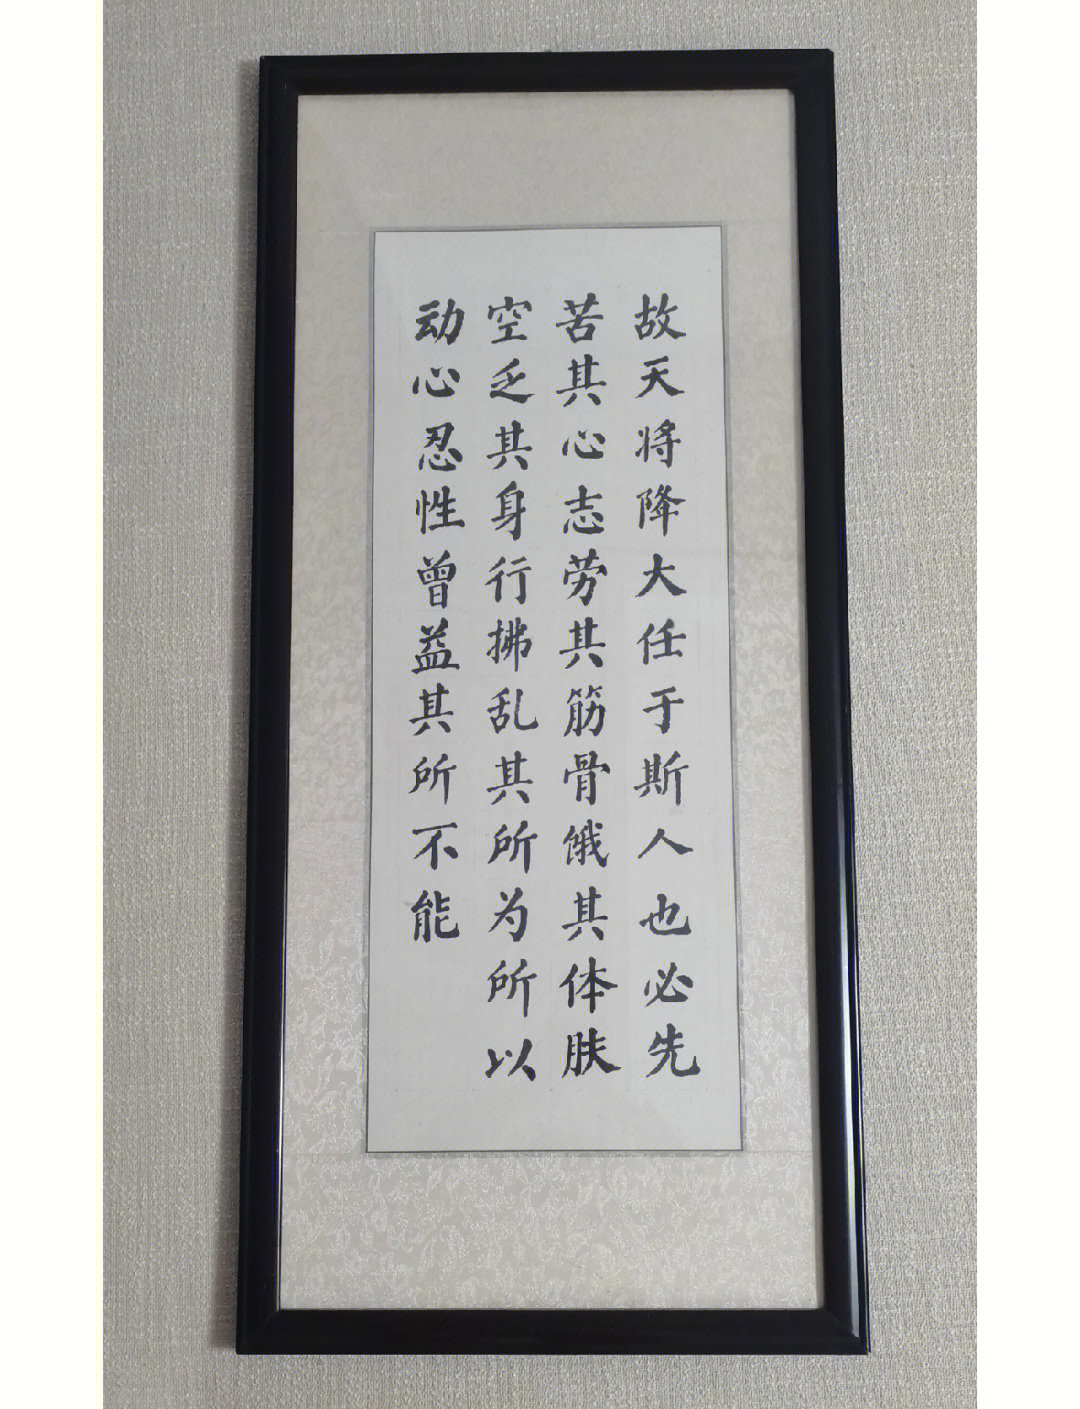 故天将降大任于斯人也必先
苦其心志劳其筋骨饿其体肤
空乏其身行拂乱其所为所以
动心忍性曾益其所不能